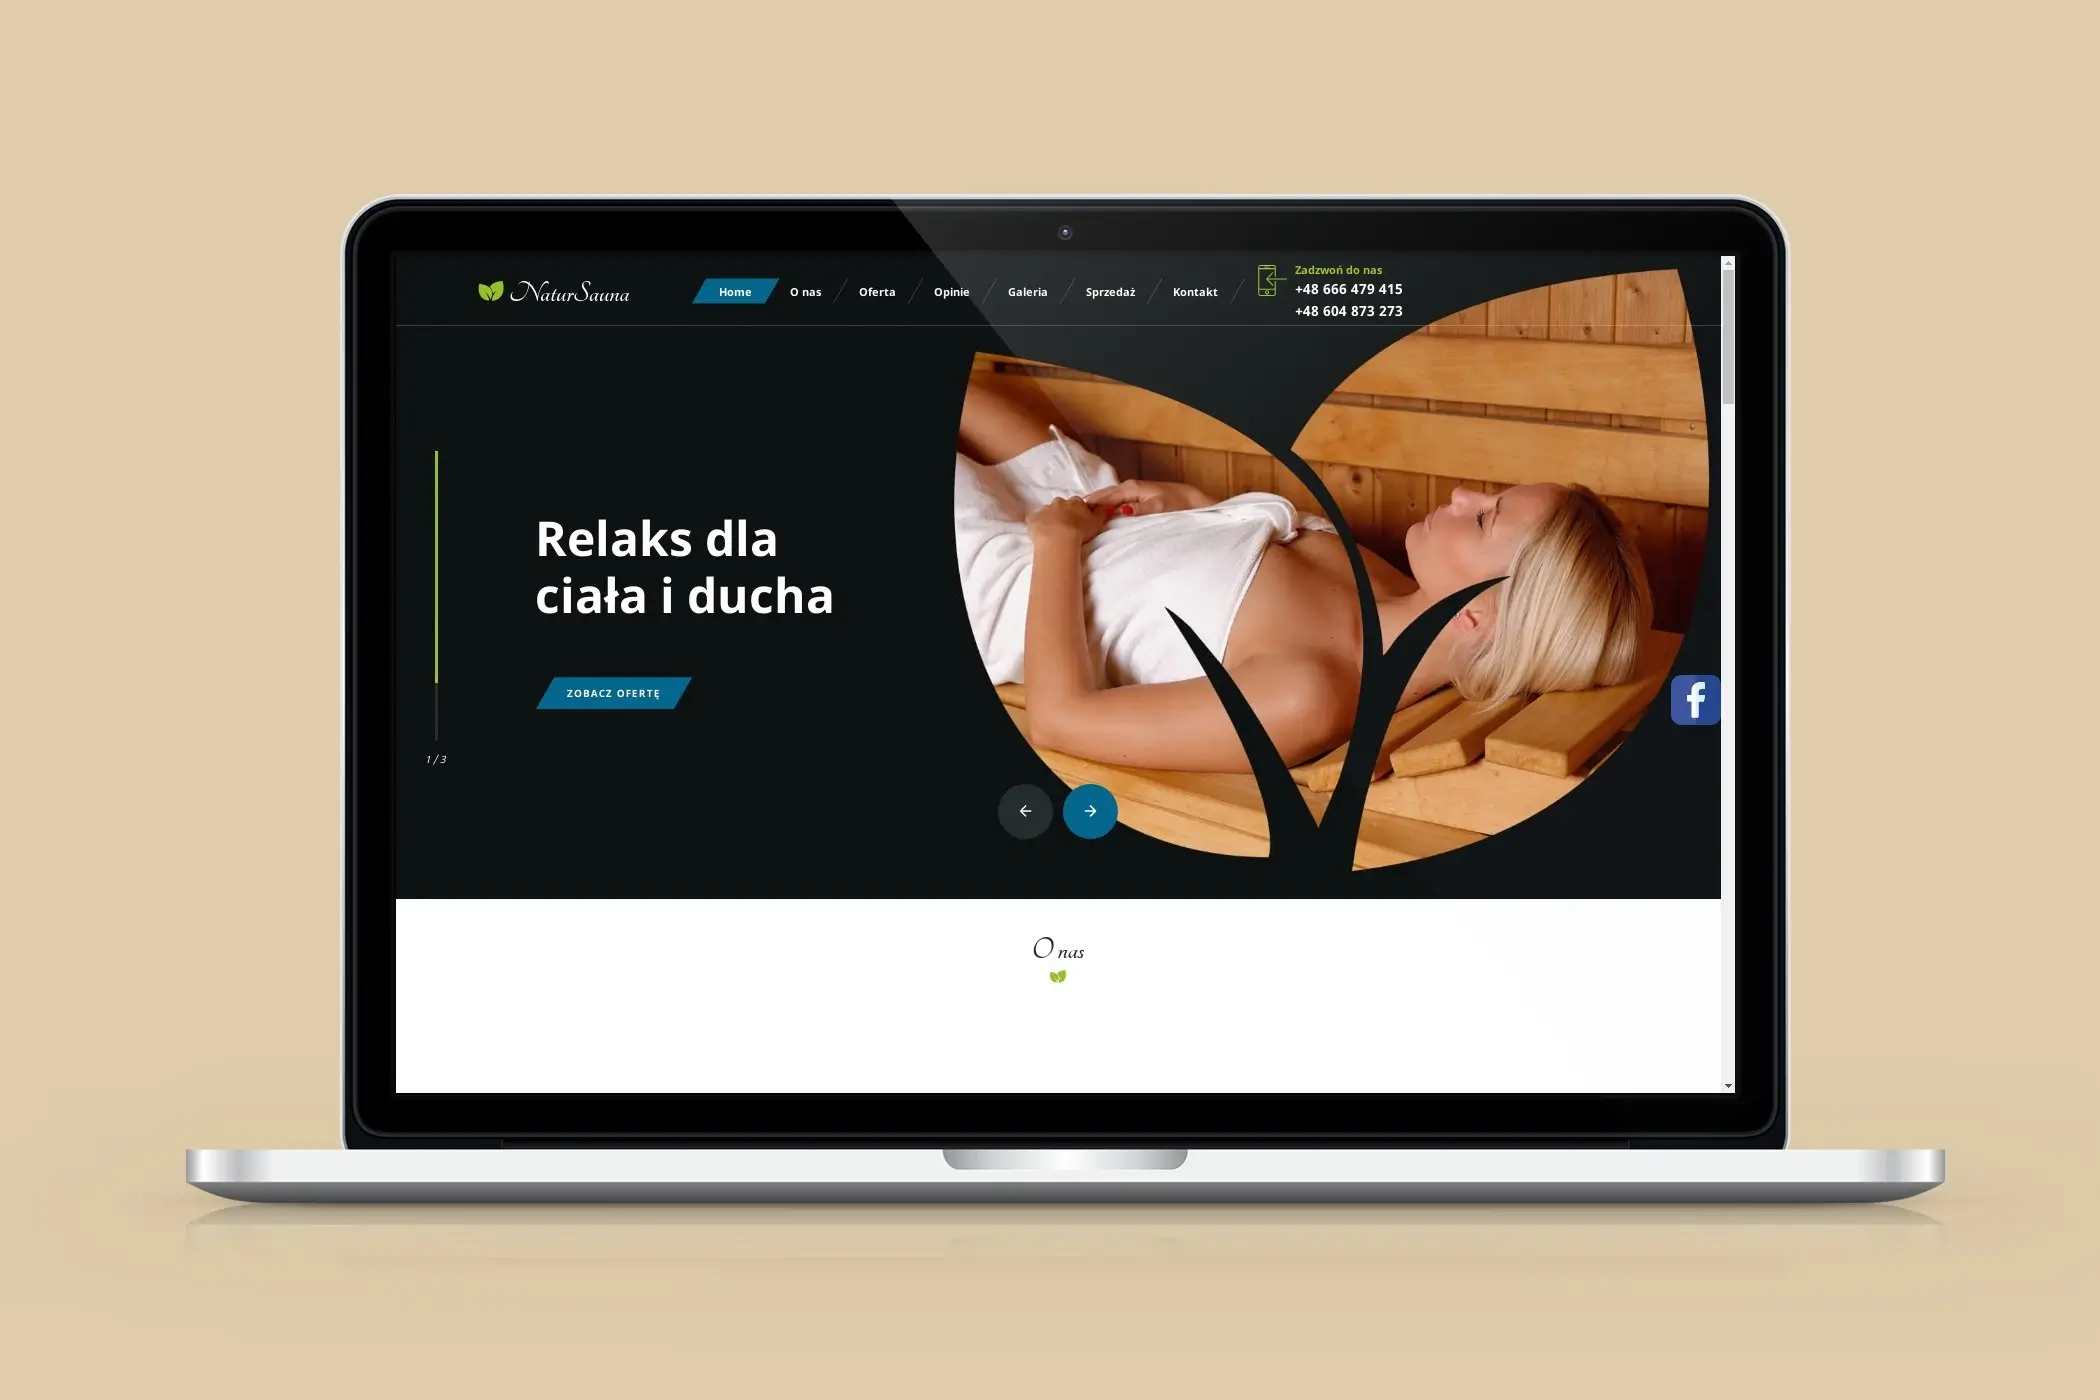 NaturSauna
Home
O nas
Oferta
Opinie
Galeria
Sprzedaż
Kontakt
Zadzwoń do nas
+48 666 479 415
+48 604 873 273
Relaks dla
ciała i ducha
ZOBACZ OFERTĘ
1 / 3
f
O nas